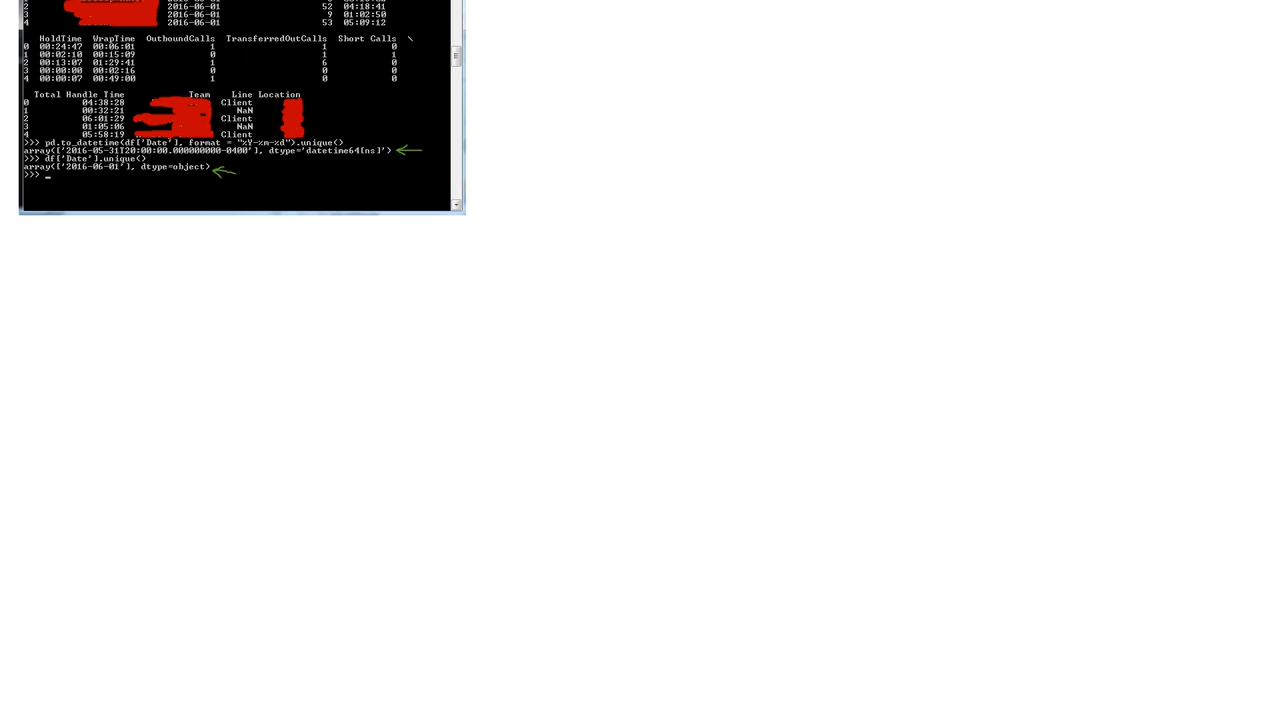 2 2016-06-01 52 04:18:41
3 2016-06-01 9 01:02:50
4 2016-06-01 53 05:09:12
HoldTime WrapTime OutboundCalls TransferredOutCalls Short Calls \
0 00:24:47 00:06:01 1 1 0
1 00:02:10 00:15:09 0 1 1
2 00:13:07 01:29:41 1 6 0
3 00:00:00 00:02:16 0 0 0
4 00:00:07 00:49:00 1 0 0
Total Handle Time Team Line Location
0 04:38:28 Client
1 00:32:21 NaN
2 06:01:29 Client
3 01:05:06 NaN
4 05:58:19 Client
>>> pd.to_datetime(df['Date'], format = "%Y-%m-%d").unique()
array(['2016-05-31T20:00:00.000000000-0400'], dtype='datetime64[ns]')
>>> df['Date'].unique()
array(['2016-06-01'], dtype=object)
>>> _